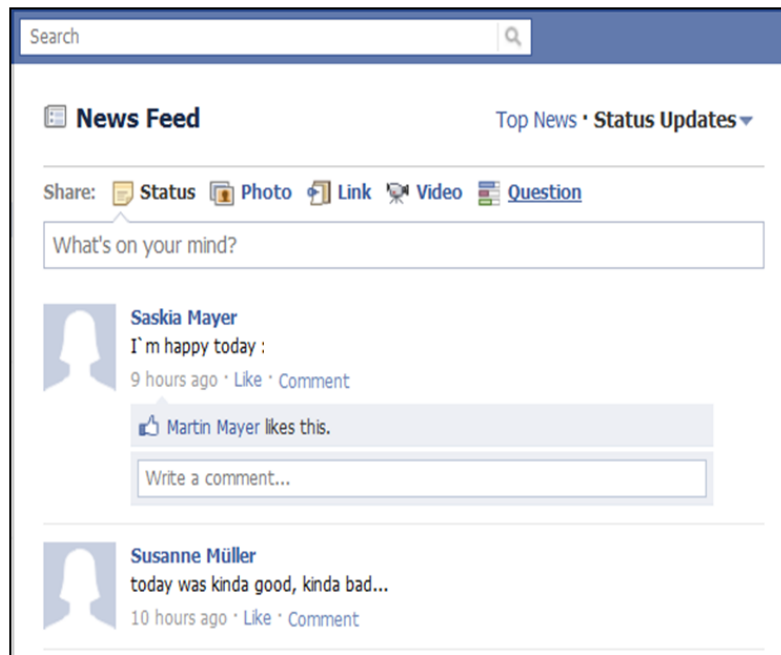 Search
News Feed
Top News · Status Updates
Share: Status Photo Link Video Question
What's on your mind?
Saskia Mayer
I`m happy today :
9 hours ago · Like · Comment
Martin Mayer likes this.
Write a comment...
Susanne Müller
today was kinda good, kinda bad...
10 hours ago · Like · Comment